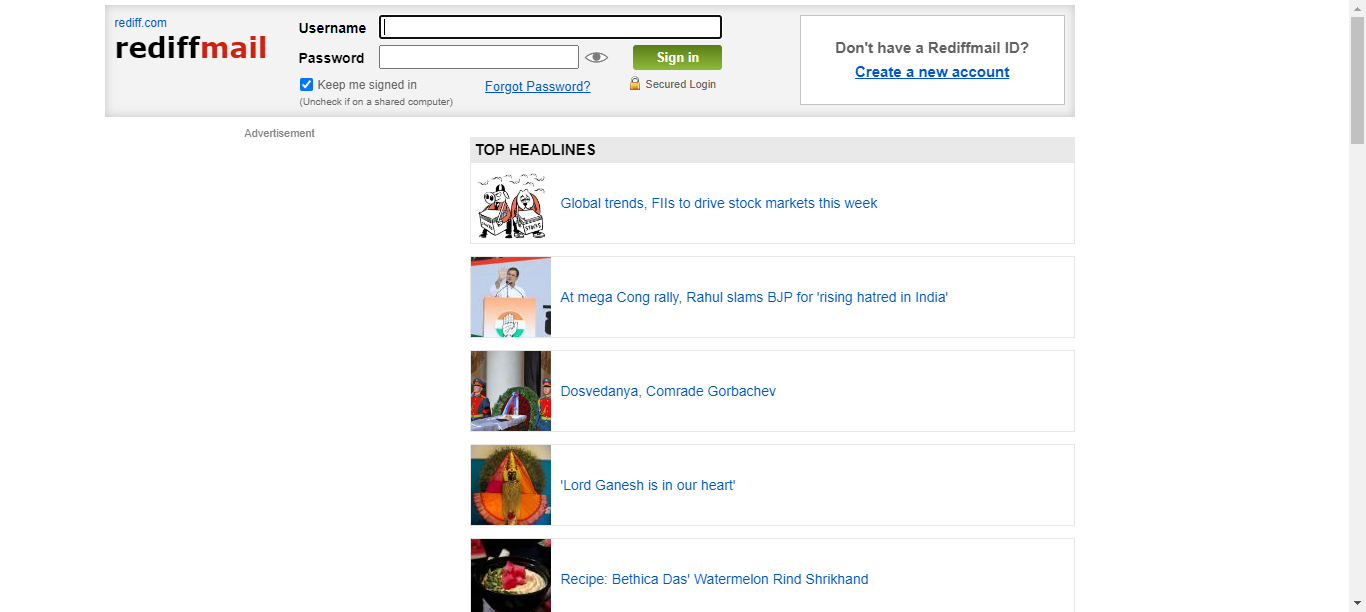 rediff.com
rediffmail
Username
Password
Sign in
Keep me signed in
(Uncheck if on a shared computer)
Forgot Password?
Secured Login
Don't have a Rediffmail ID?
Create a new account
Advertisement
TOP HEADLINES
Global trends, FIIs to drive stock markets this week
At mega Cong rally, Rahul slams BJP for 'rising hatred in India'
Dosvedanya, Comrade Gorbachev
'Lord Ganesh is in our heart'
Recipe: Bethica Das' Watermelon Rind Shrikhand